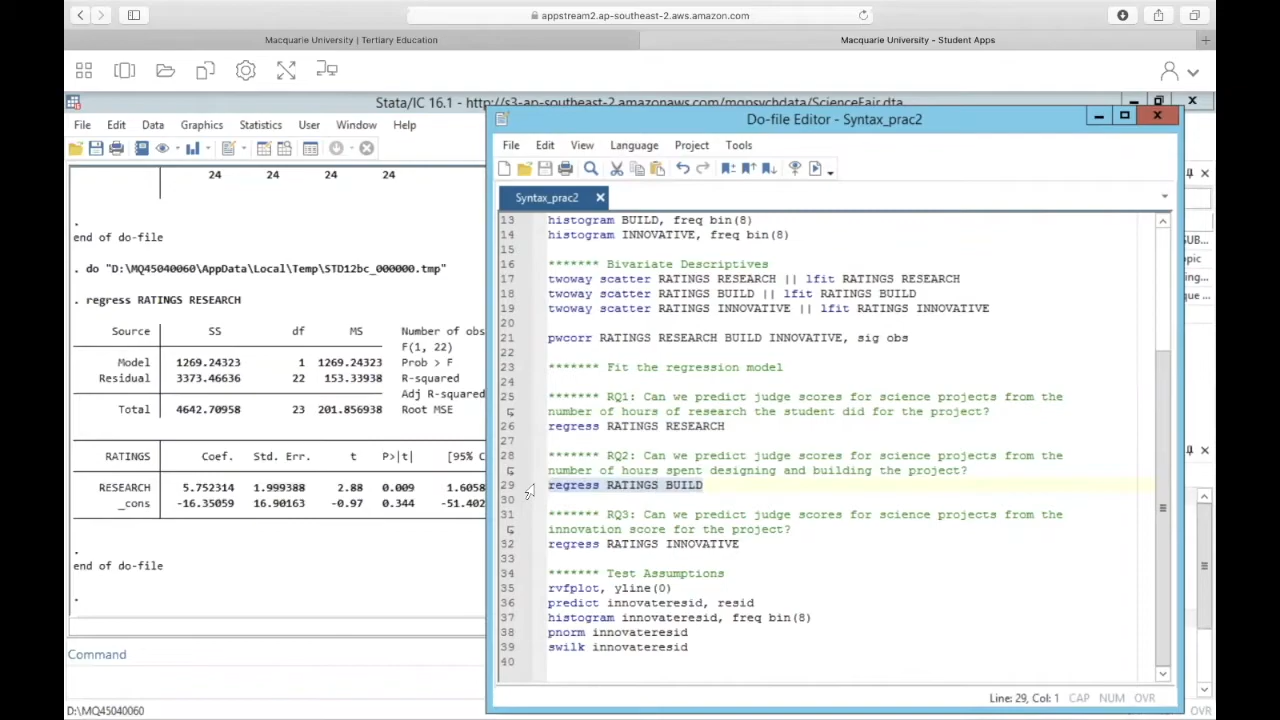 appstream2.ap-southeast-2.aws.amazon.com
Macquarie University | Tertiary Education
Macquarie University - Student Apps
Stata/IC 16.1 - http://s3-ap-southeast-2.amazonaws.com/mqpsychdata/ScienceFair.dta
File Edit Data Graphics Statistics User Window Help
24 24 24 24
.
end of do-file
. do "D:\MQ45040060\AppData\Local\Temp\STD12bc_000000.tmp"
. regress RATINGS RESEARCH
Source SS df MS Number of obs
F(1, 22)
Model 1269.24323 1 1269.24323 Prob > F
Residual 3373.46636 22 153.33938 R-squared
Adj R-squared
Total 4642.70958 23 201.856938 Root MSE
RATINGS Coef. Std. Err. t P>|t| [95% C
RESEARCH 5.752314 1.999388 2.88 0.009 1.6058
_cons -16.35059 16.90163 -0.97 0.344 -51.402
.
end of do-file
.
Command
D:\MQ45040060
Do-file Editor - Syntax_prac2
File Edit View Language Project Tools
Syntax_prac2
13 histogram BUILD, freq bin(8)
14 histogram INNOVATIVE, freq bin(8)
15
16 ******* Bivariate Descriptives
17 twoway scatter RATINGS RESEARCH || lfit RATINGS RESEARCH
18 twoway scatter RATINGS BUILD || lfit RATINGS BUILD
19 twoway scatter RATINGS INNOVATIVE || lfit RATINGS INNOVATIVE
20
21 pwcorr RATINGS RESEARCH BUILD INNOVATIVE, sig obs
22
23 ******* Fit the regression model
24
25 ******* RQ1: Can we predict judge scores for science projects from the
number of hours of research the student did for the project?
26 regress RATINGS RESEARCH
27
28 ******* RQ2: Can we predict judge scores for science projects from the
number of hours spent designing and building the project?
29 regress RATINGS BUILD
30
31 ******* RQ3: Can we predict judge scores for science projects from the
innovation score for the project?
32 regress RATINGS INNOVATIVE
33
34 ******* Test Assumptions
35 rvfplot, yline(0)
36 predict innovateresid, resid
37 histogram innovateresid, freq bin(8)
38 pnorm innovateresid
39 swilk innovateresid
40
Line: 29, Col: 1 CAP NUM OVR
SUB...
pic
ing...
que ...
OVR